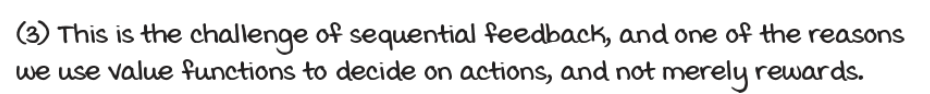 (3) This is the challenge of sequential feedback, and one of the reasons
we use value functions to decide on actions, and not merely rewards.